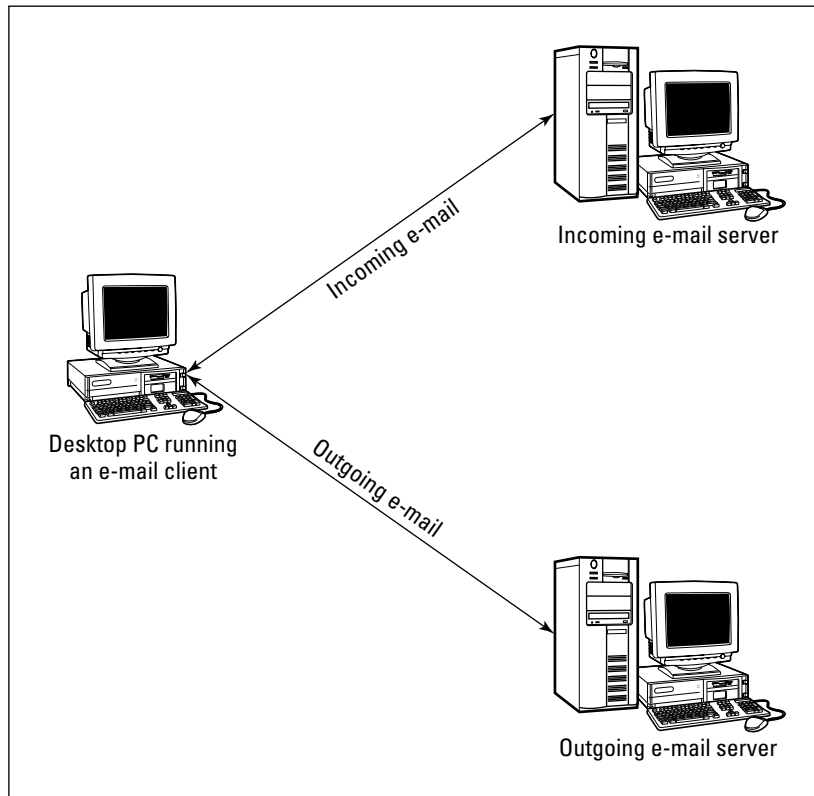 Incoming e-mail server
Incoming e-mail
Desktop PC running
an e-mail client
Outgoing e-mail
Outgoing e-mail server